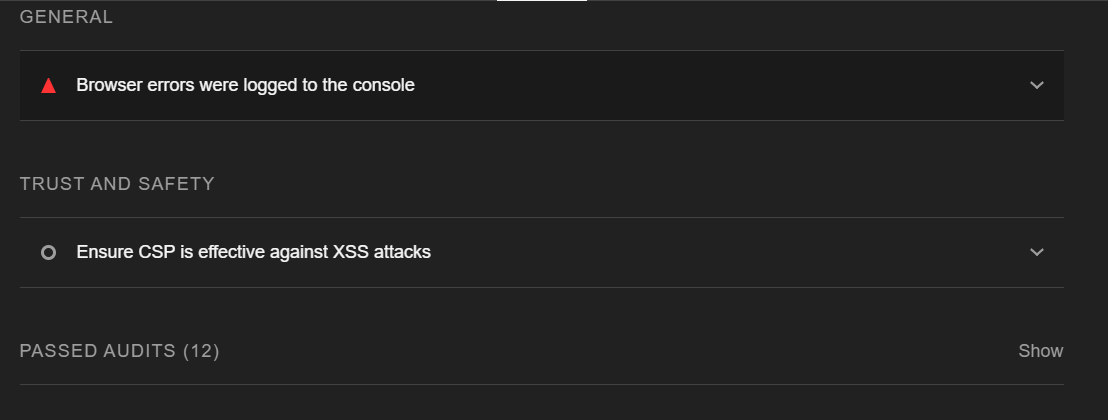 GENERAL
Browser errors were logged to the console
TRUST AND SAFETY
Ensure CSP is effective against XSS attacks
PASSED AUDITS (12) Show